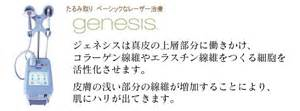 たるみ取り ベーシックなレーザー治療
genesis
ジェネシスは真皮の上層部分に働きかけ、
コラーゲン線維やエラスチン線維をつくる細胞を
活性化させます。
皮膚の浅い部分の線維が増加することにより、
肌にハリが出てきます。